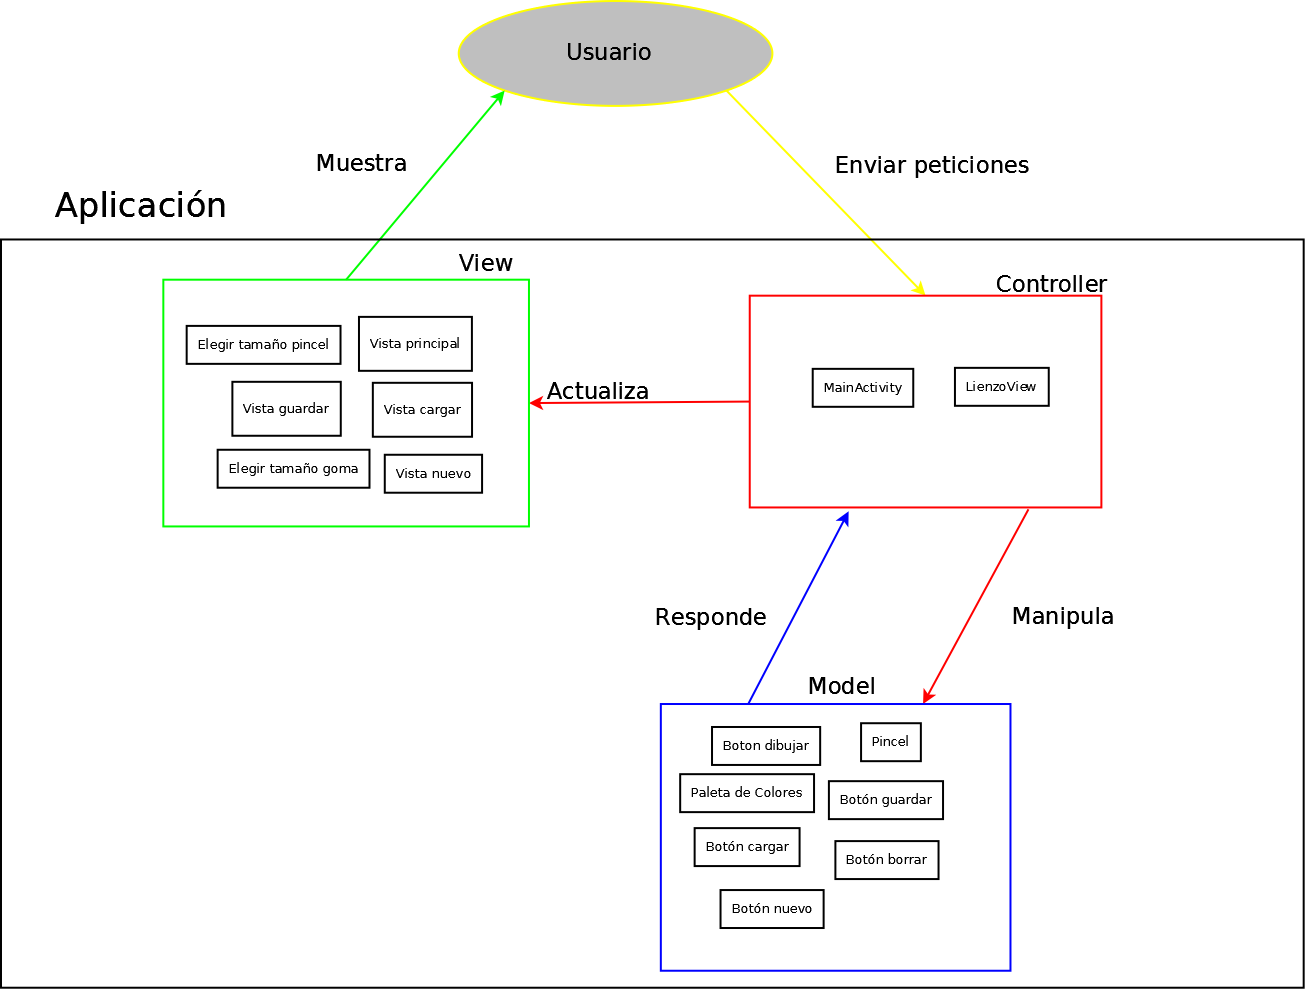 Usuario
Muestra
Enviar peticiones
Aplicación
View
Controller
Elegir tamaño pincel
Vista principal
Vista guardar
Vista cargar
Elegir tamaño goma
Vista nuevo
Actualiza
MainActivity
LienzoView
Responde
Manipula
Model
Boton dibujar
Pincel
Paleta de Colores
Botón guardar
Botón cargar
Botón borrar
Botón nuevo